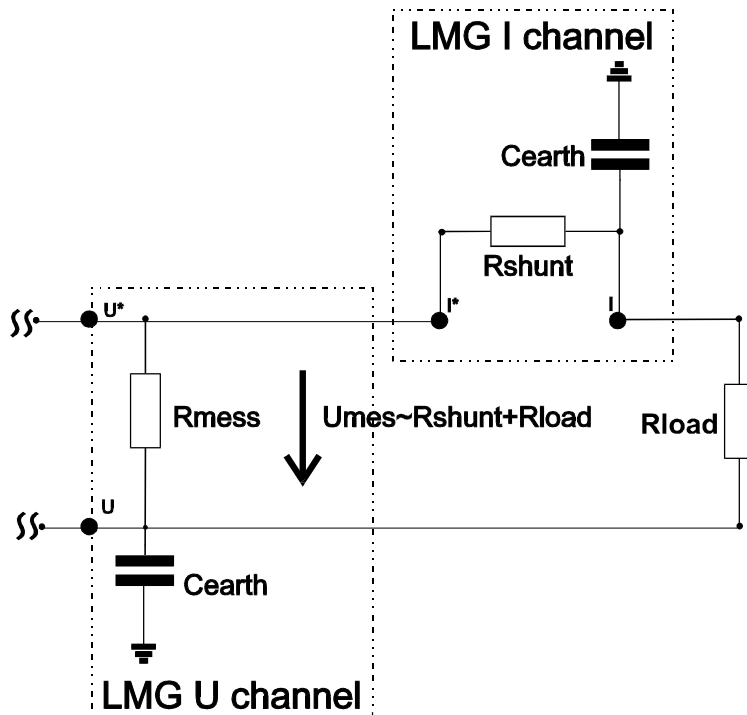 LMG I channel
Cearth
Rshunt
U*
I*
I
Rmess
Umes~Rshunt+Rload
Rload
U
Cearth
LMG U channel